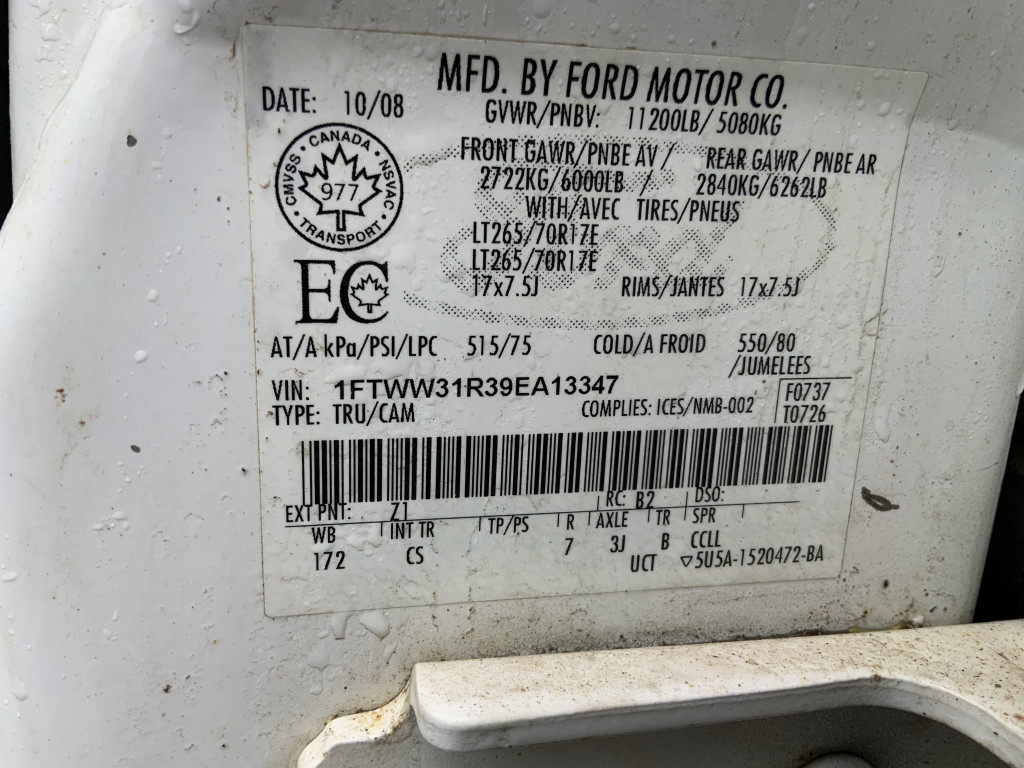 MFD. BY FORD MOTOR CO.
DATE: 10/08
GVWR/PNBV: 11200LB/ 5080KG
CANADA
CMVSS NSVAC
977
TRANSPORT
EC
FRONT GAWR/PNBE AV / REAR GAWR/ PNBE AR
2722KG/6000LB / 2840KG/6262LB
WITH/AVEC TIRES/PNEUS
LT265/70R17E
LT265/70R17E
17x7.5J RIMS/JANTES 17x7.5J
AT/A kPa/PSI/LPC 515/75 COLD/A FROID 550/80
/JUMELEES
VIN: 1FTWW31R39EA13347
TYPE: TRU/CAM COMPLIES: ICES/NMB-002
F0737
T0726
EXT PNT: Z1 RC: B2 DSO:
WB INT TR TP/PS R AXLE TR SPR
172 CS 7 3J B CCLL
UCT ▽5U5A-1520472-BA